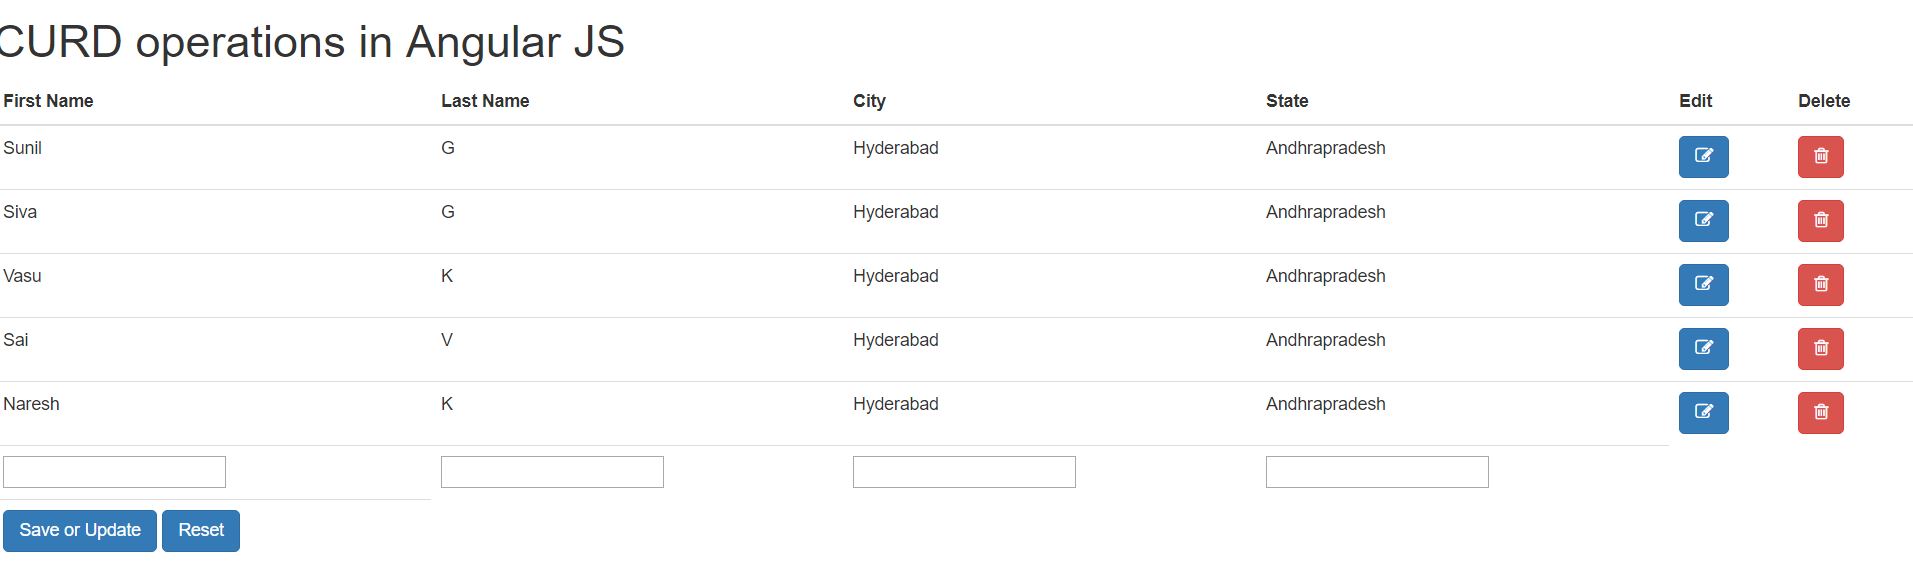 CURD operations in Angular JS
First Name Last Name City State Edit Delete
Sunil G Hyderabad Andhrapradesh
Siva G Hyderabad Andhrapradesh
Vasu K Hyderabad Andhrapradesh
Sai V Hyderabad Andhrapradesh
Naresh K Hyderabad Andhrapradesh
Save or Update Reset